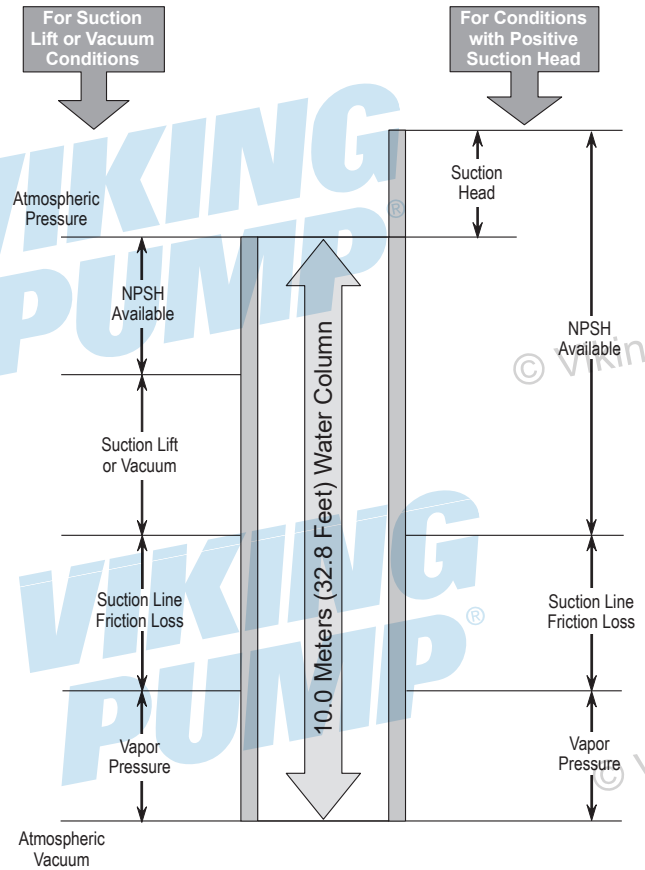 For Suction
Lift or Vacuum
Conditions
For Conditions
with Positive
Suction Head
VIKING
PUMP®
Atmospheric
Pressure
Suction
Head
NPSH
Available
NPSH
Available
© Vikin
10.0 Meters (32.8 Feet) Water Column
Suction Lift
or Vacuum
VIKING
PUMP®
Suction Line
Friction Loss
Suction Line
Friction Loss
Vapor
Pressure
Vapor
Pressure
© V
Atmospheric
Vacuum